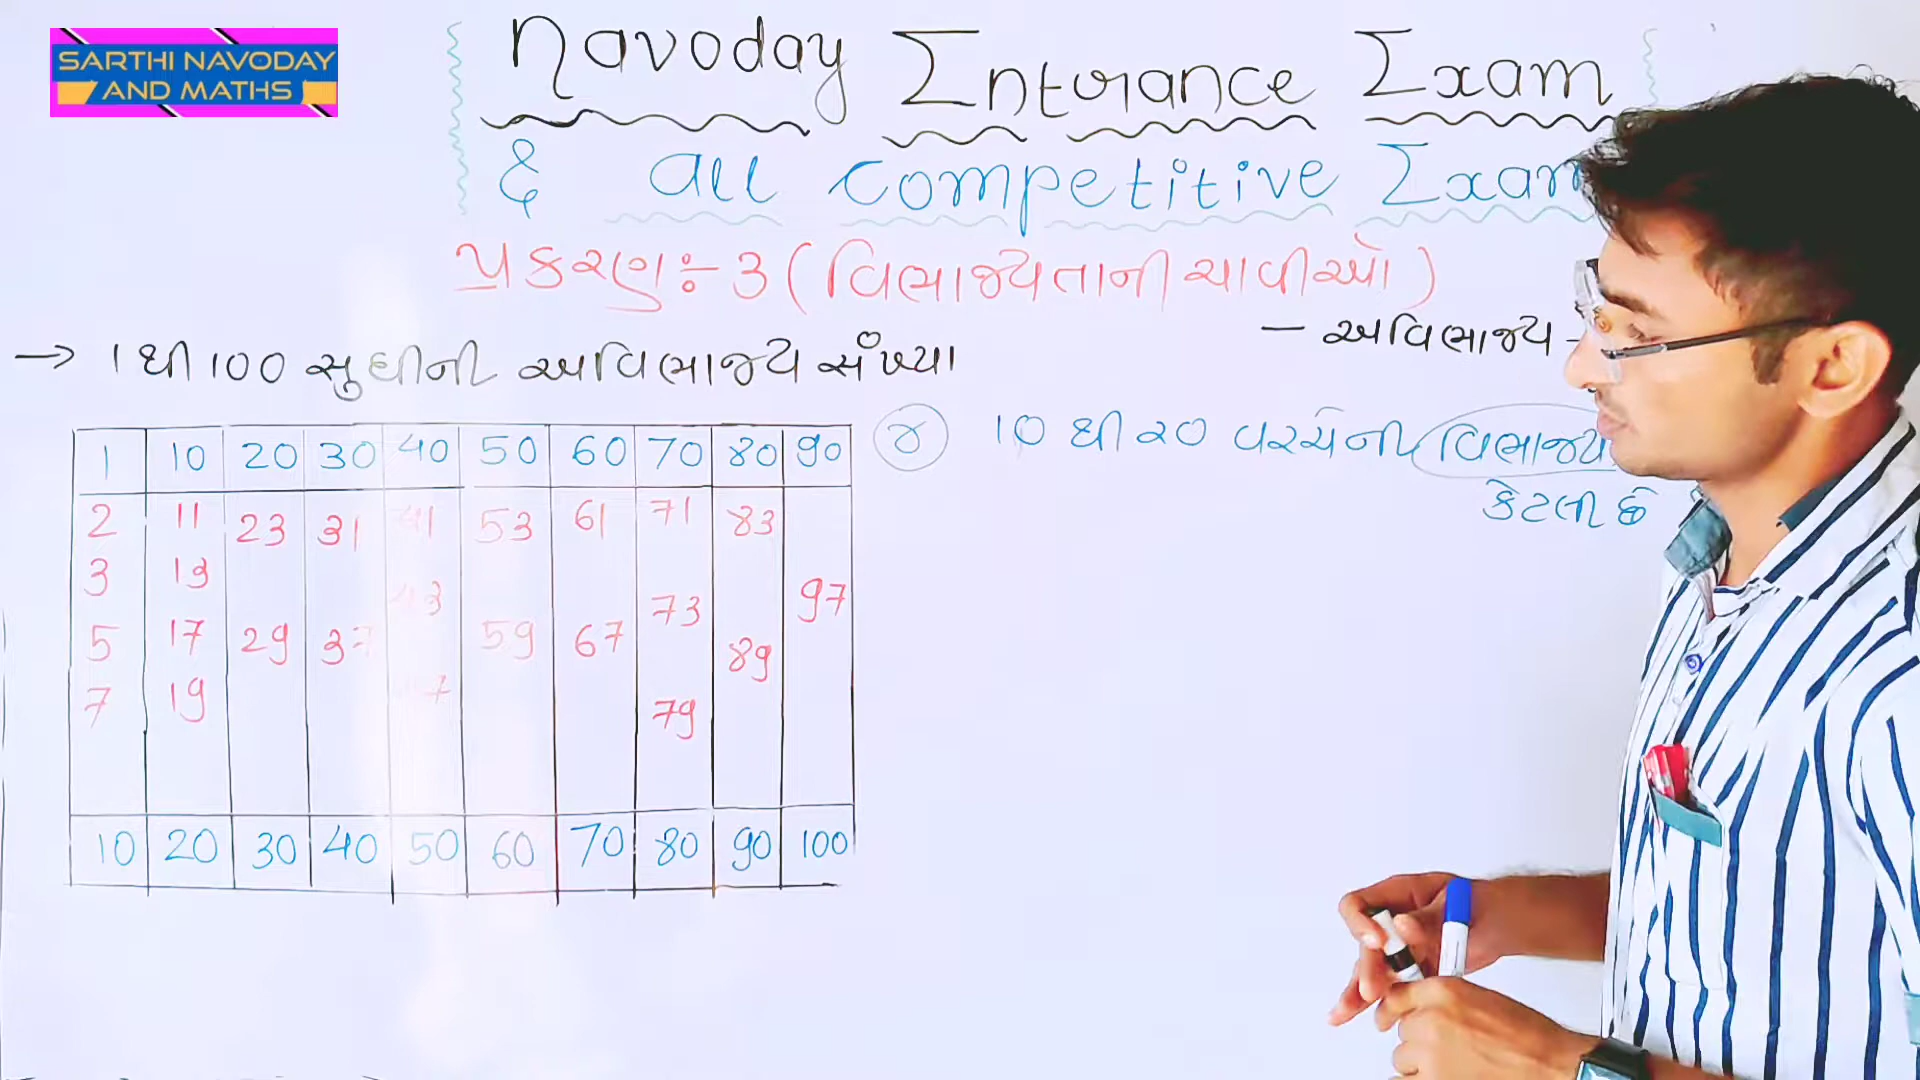 SARTHI NAVODAY
AND MATHS
Navoday Entrance Exam
& all competitive Exam
પ્રકરણ÷3 (વિભાજ્યતાની ચાવીઓ)
- અવિભાજ્ય -
→ 1 થી 100 સુધીની અવિભાજ્ય સંખ્યા
1 10 20 30 40 50 60 70 80 90
2 11 23 31 41 53 61 71 83
3 13 43 73 97
5 17 29 37 59 67 89
7 19 47 79
10 20 30 40 50 60 70 80 90 100
૪ 10 થી ૨૦ વચ્ચેની વિભાજ્ય
કેટલી છે